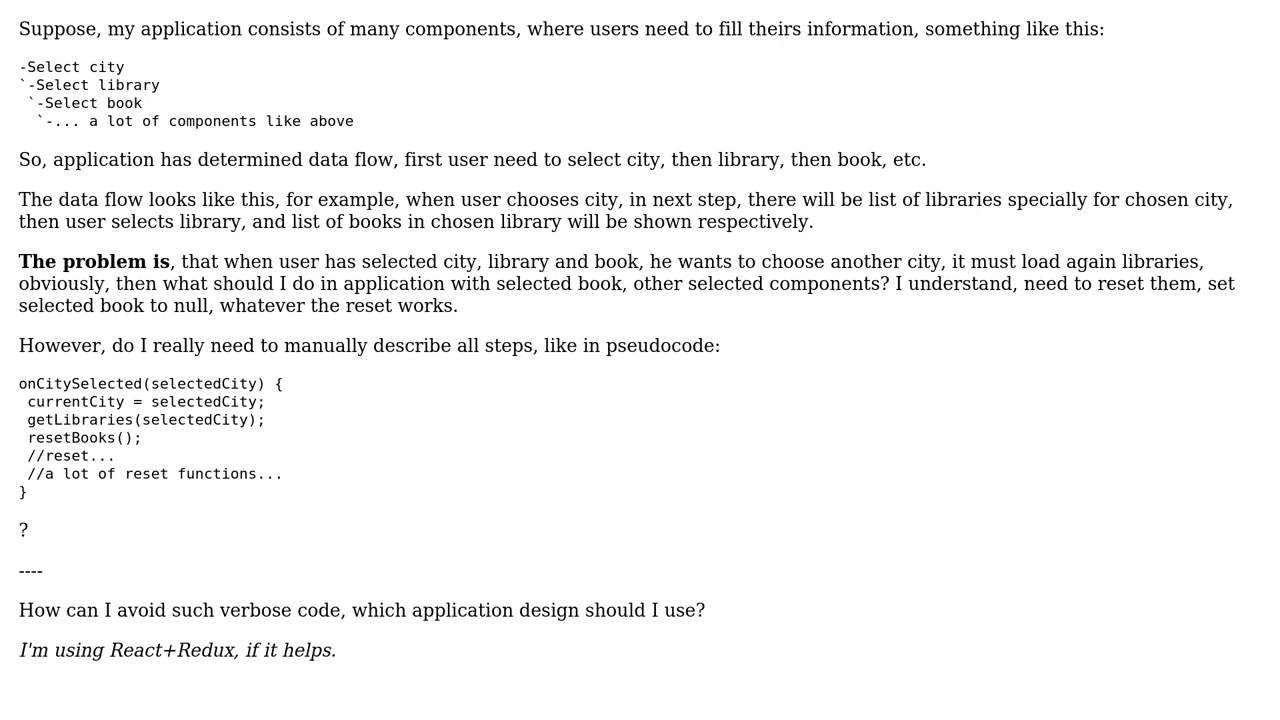 Suppose, my application consists of many components, where users need to fill theirs information, something like this:
-Select city
`-Select library
 `-Select book
  `-... a lot of components like above
So, application has determined data flow, first user need to select city, then library, then book, etc.
The data flow looks like this, for example, when user chooses city, in next step, there will be list of libraries specially for chosen city,
then user selects library, and list of books in chosen library will be shown respectively.
The problem is, that when user has selected city, library and book, he wants to choose another city, it must load again libraries,
obviously, then what should I do in application with selected book, other selected components? I understand, need to reset them, set
selected book to null, whatever the reset works.
However, do I really need to manually describe all steps, like in pseudocode:
onCitySelected(selectedCity) {
 currentCity = selectedCity;
 getLibraries(selectedCity);
 resetBooks();
 //reset...
 //a lot of reset functions...
}
?
----
How can I avoid such verbose code, which application design should I use?
I'm using React+Redux, if it helps.